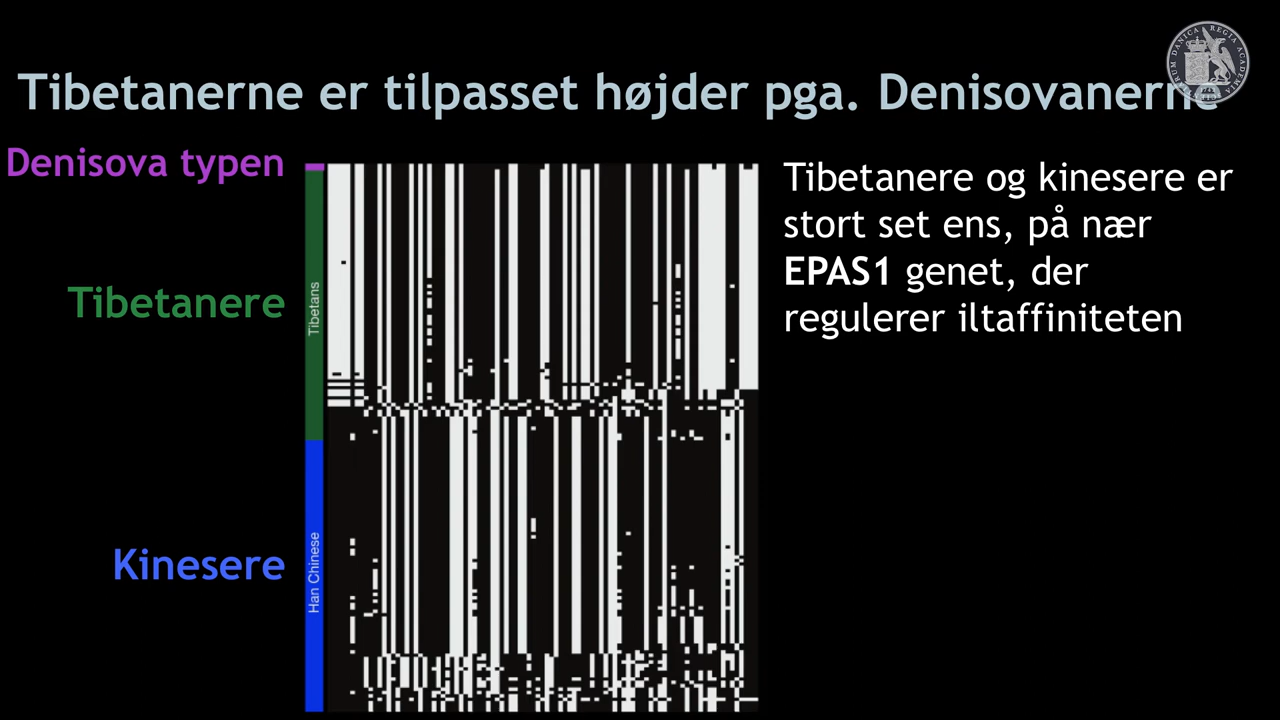 Tibetanerne er tilpasset højder pga. Denisovanerne
Denisova typen
Tibetanere
Kinesere
Tibetans
Han Chinese
Tibetanere og kinesere er
stort set ens, på nær
EPAS1 genet, der
regulerer iltaffiniteten